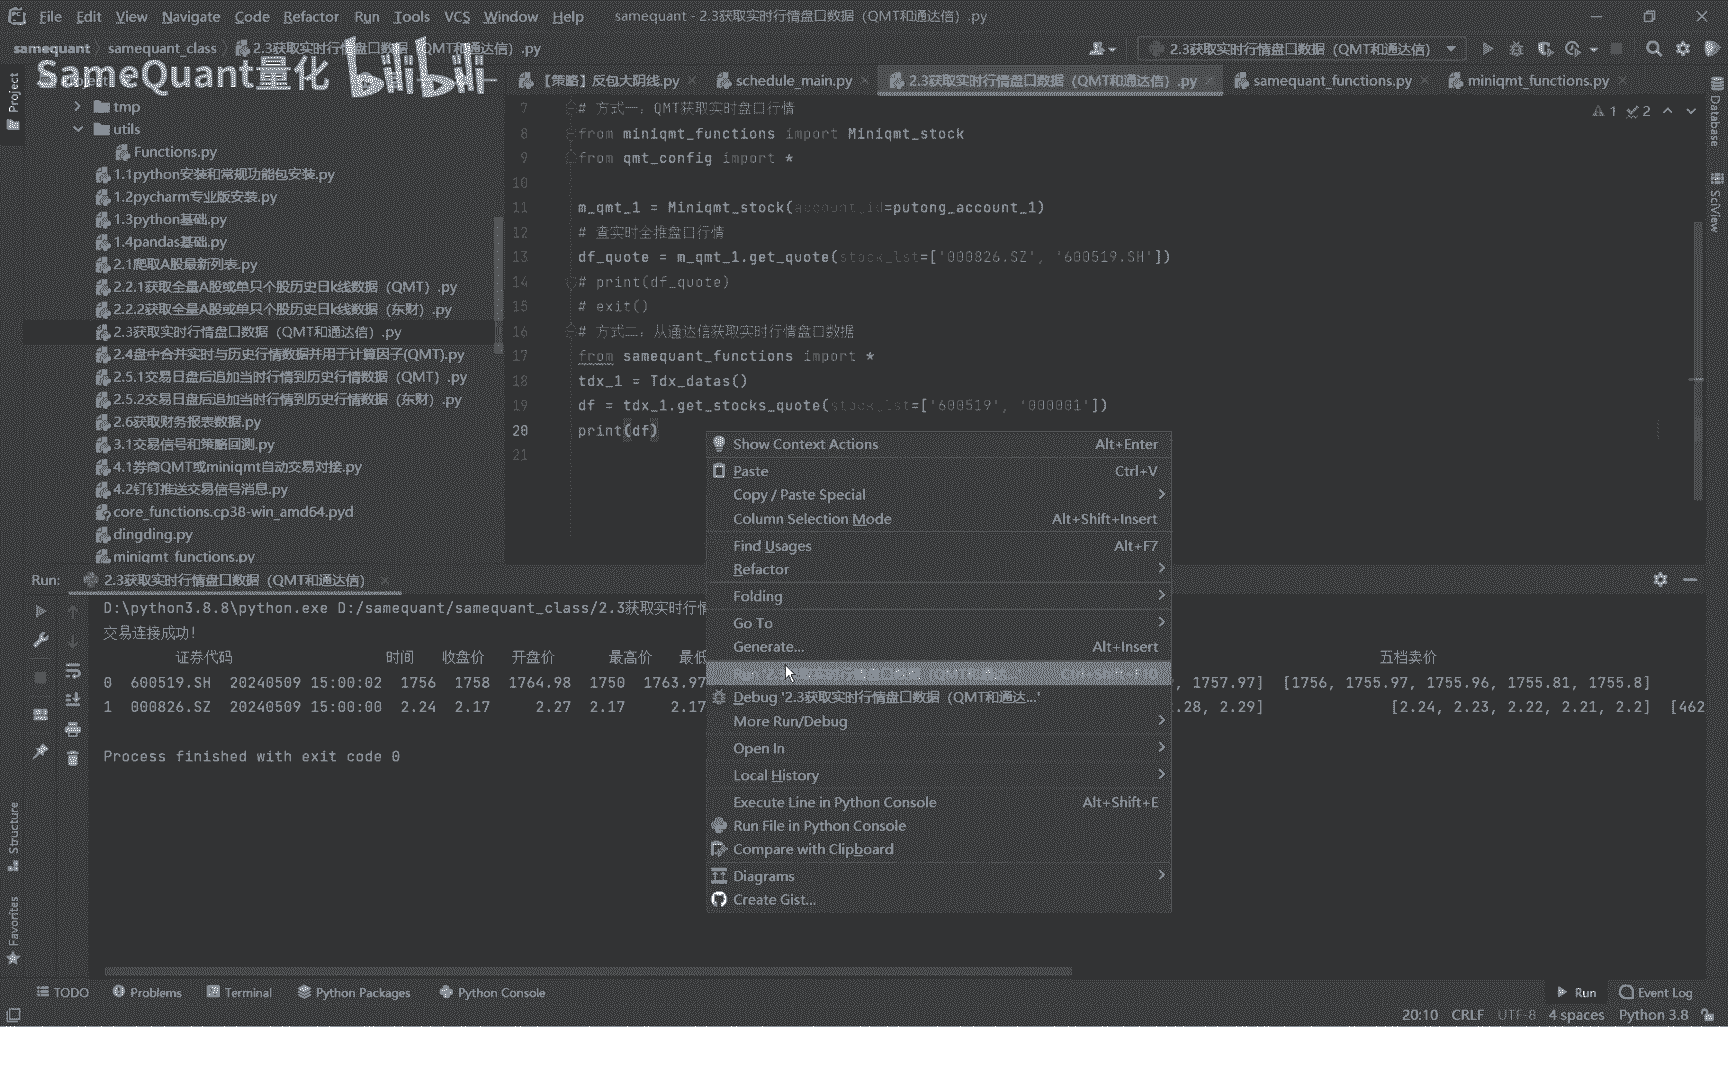 File Edit View Navigate Code Refactor Run Tools VCS Window Help samequant - 2.3获取实时行情盘口数据（QMT和通达信）.py
samequant samequant_class 2.3获取实时行情盘口数据（QMT和通达信）.py
2.3获取实时行情盘口数据（QMT和通达信）
SameQuant量化 bilibili
【策略】反包大阴线.py schedule_main.py 2.3获取实时行情盘口数据（QMT和通达信）.py samequant_functions.py miniqmt_functions.py
Project
tmp
utils
Functions.py
1.1python安装和常规功能包安装.py
1.2pycharm专业版安装.py
1.3python基础.py
1.4pandas基础.py
2.1爬取A股最新列表.py
2.2.1获取全量A股或单只个股历史日k线数据（QMT）.py
2.2.2获取全量A股或单只个股历史日k线数据（东财）.py
2.3获取实时行情盘口数据（QMT和通达信）.py
2.4盘中合并实时与历史行情数据并用于计算因子(QMT).py
2.5.1交易日盘后追加当时行情到历史行情数据（QMT）.py
2.5.2交易日盘后追加当时行情到历史行情数据（东财）.py
2.6获取财务报表数据.py
3.1交易信号和策略回测.py
4.1券商QMT或miniqmt自动交易对接.py
4.2钉钉推送交易信号消息.py
core_functions.cp38-win_amd64.pyd
dingding.py
miniqmt_functions.py
7 # 方式一：QMT获取实时盘口行情
8 from miniqmt_functions import Miniqmt_stock
9 from qmt_config import *
10
11 m_qmt_1 = Miniqmt_stock(account_id=putong_account_1)
12 # 查实时全推盘口行情
13 df_quote = m_qmt_1.get_quote(stock_lst=['000826.SZ', '600519.SH'])
14 # print(df_quote)
15 # exit()
16 # 方式二：从通达信获取实时行情盘口数据
17 from samequant_functions import *
18 tdx_1 = Tdx_datas()
19 df = tdx_1.get_stocks_quote(stock_lst=['600519', '000001'])
20 print(df)
21
1 2
Database
SciView
Show Context Actions Alt+Enter
Paste Ctrl+V
Copy / Paste Special
Column Selection Mode Alt+Shift+Insert
Find Usages Alt+F7
Refactor
Folding
Go To
Generate... Alt+Insert
Run '2.3获取实时行情盘口数据（QMT和通达...' Ctrl+Shift+F10
Debug '2.3获取实时行情盘口数据（QMT和通达...'
More Run/Debug
Open In
Local History
Execute Line in Python Console Alt+Shift+E
Run File in Python Console
Compare with Clipboard
Diagrams
Create Gist...
Run: 2.3获取实时行情盘口数据（QMT和通达信）
D:\python3.8.8\python.exe D:/samequant/samequant_class/2.3获取实时行情
交易连接成功！
证券代码 时间 收盘价 开盘价 最高价 最低 五档卖价
0 600519.SH 20240509 15:00:02 1756 1758 1764.98 1750 1763.97 , 1757.97] [1756, 1755.97, 1755.96, 1755.81, 1755.8]
1 000826.SZ 20240509 15:00:00 2.24 2.17 2.27 2.17 2.17 .28, 2.29] [2.24, 2.23, 2.22, 2.21, 2.2] [462
Process finished with exit code 0
Structure
Favorites
TODO Problems Terminal Python Packages Python Console Run Event Log
20:10 CRLF UTF-8 4 spaces Python 3.8